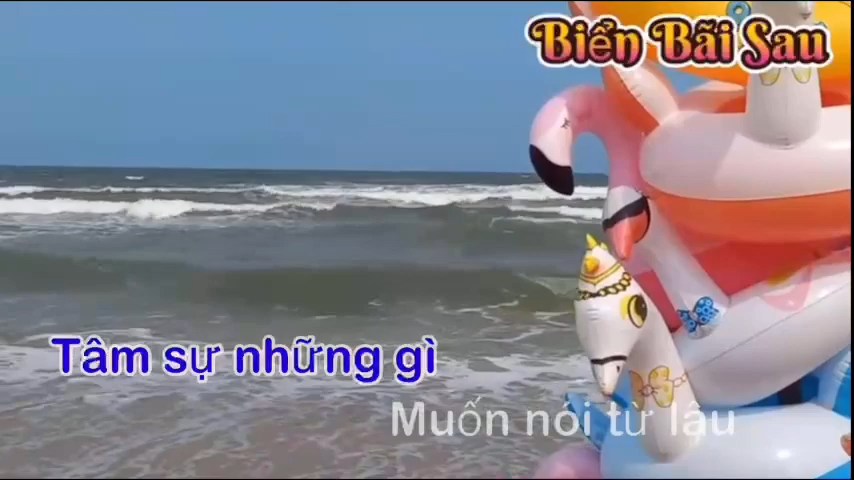 Biển Bãi Sau
Tâm sự những gì
Muốn nói từ lâu